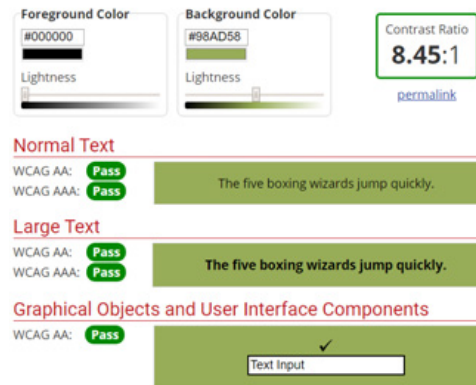 Foreground Color
#000000
Lightness
Background Color
#98AD58
Lightness
Contrast Ratio
8.45:1
permalink
Normal Text
WCAG AA: Pass
WCAG AAA: Pass
The five boxing wizards jump quickly.
Large Text
WCAG AA: Pass
WCAG AAA: Pass
The five boxing wizards jump quickly.
Graphical Objects and User Interface Components
WCAG AA: Pass
✓
Text Input